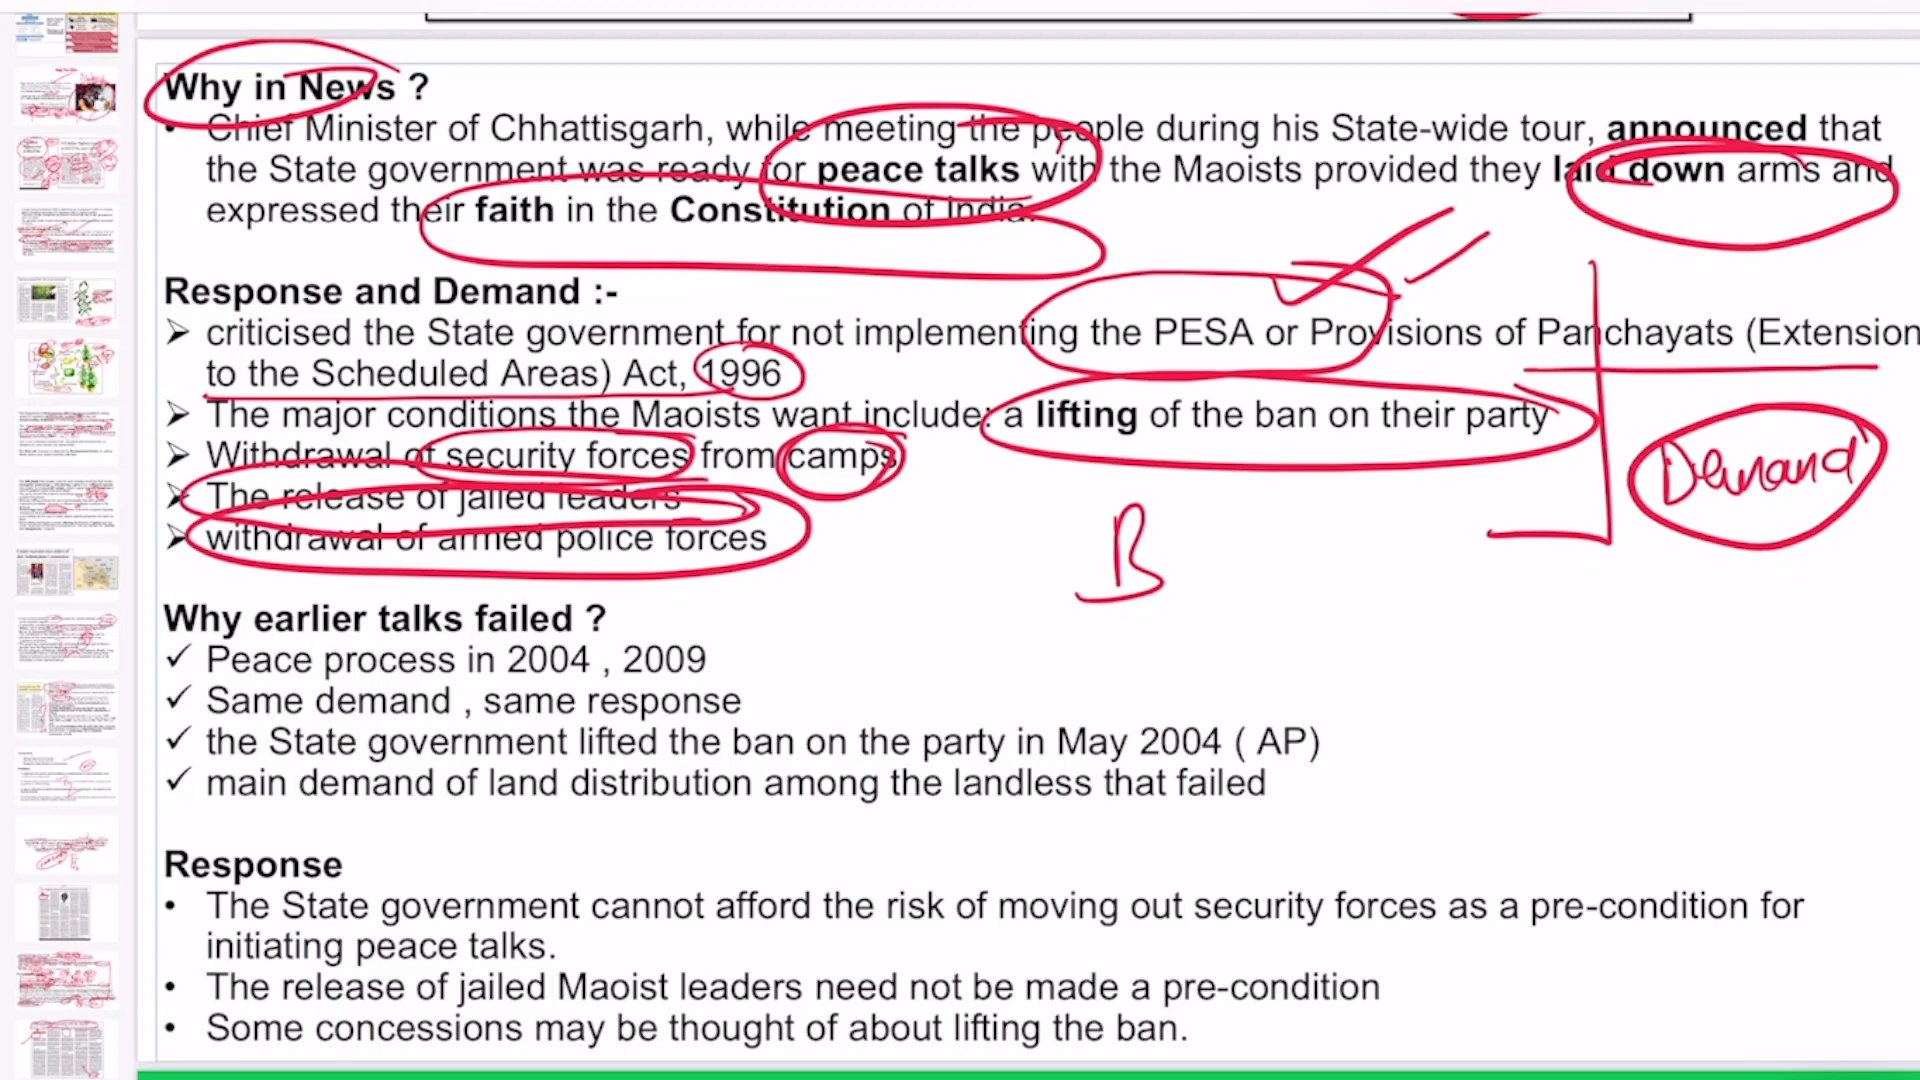 Why in News ?
• Chief Minister of Chhattisgarh, while meeting the people during his State-wide tour, announced that
the State government was ready for peace talks with the Maoists provided they laid down arms and
expressed their faith in the Constitution of India.
Response and Demand :-
➢ criticised the State government for not implementing the PESA or Provisions of Panchayats (Extension
to the Scheduled Areas) Act, 1996
➢ The major conditions the Maoists want include: a lifting of the ban on their party
➢ Withdrawal of security forces from camps
➢ The release of jailed leaders
➢ withdrawal of armed police forces
Demand
B
Why earlier talks failed ?
✓ Peace process in 2004 , 2009
✓ Same demand , same response
✓ the State government lifted the ban on the party in May 2004 ( AP)
✓ main demand of land distribution among the landless that failed
Response
• The State government cannot afford the risk of moving out security forces as a pre-condition for
initiating peace talks.
• The release of jailed Maoist leaders need not be made a pre-condition
• Some concessions may be thought of about lifting the ban.